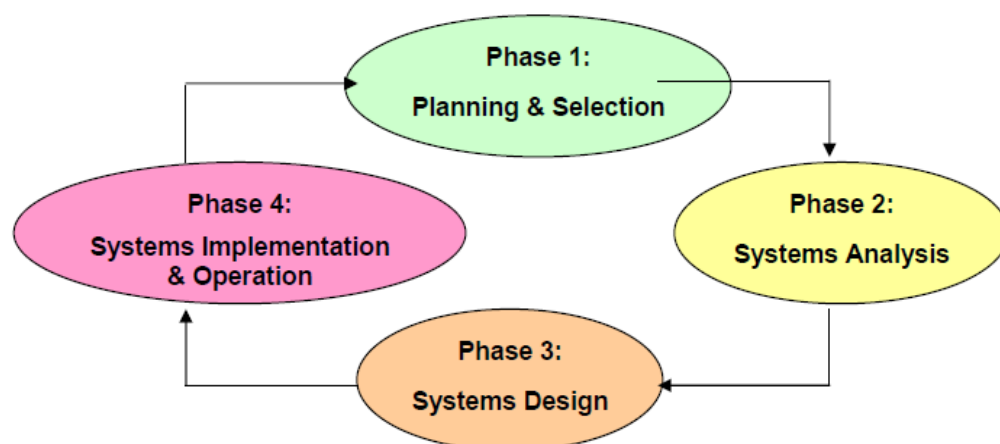 Phase 1:
Planning & Selection
Phase 2:
Systems Analysis
Phase 3:
Systems Design
Phase 4:
Systems Implementation
& Operation